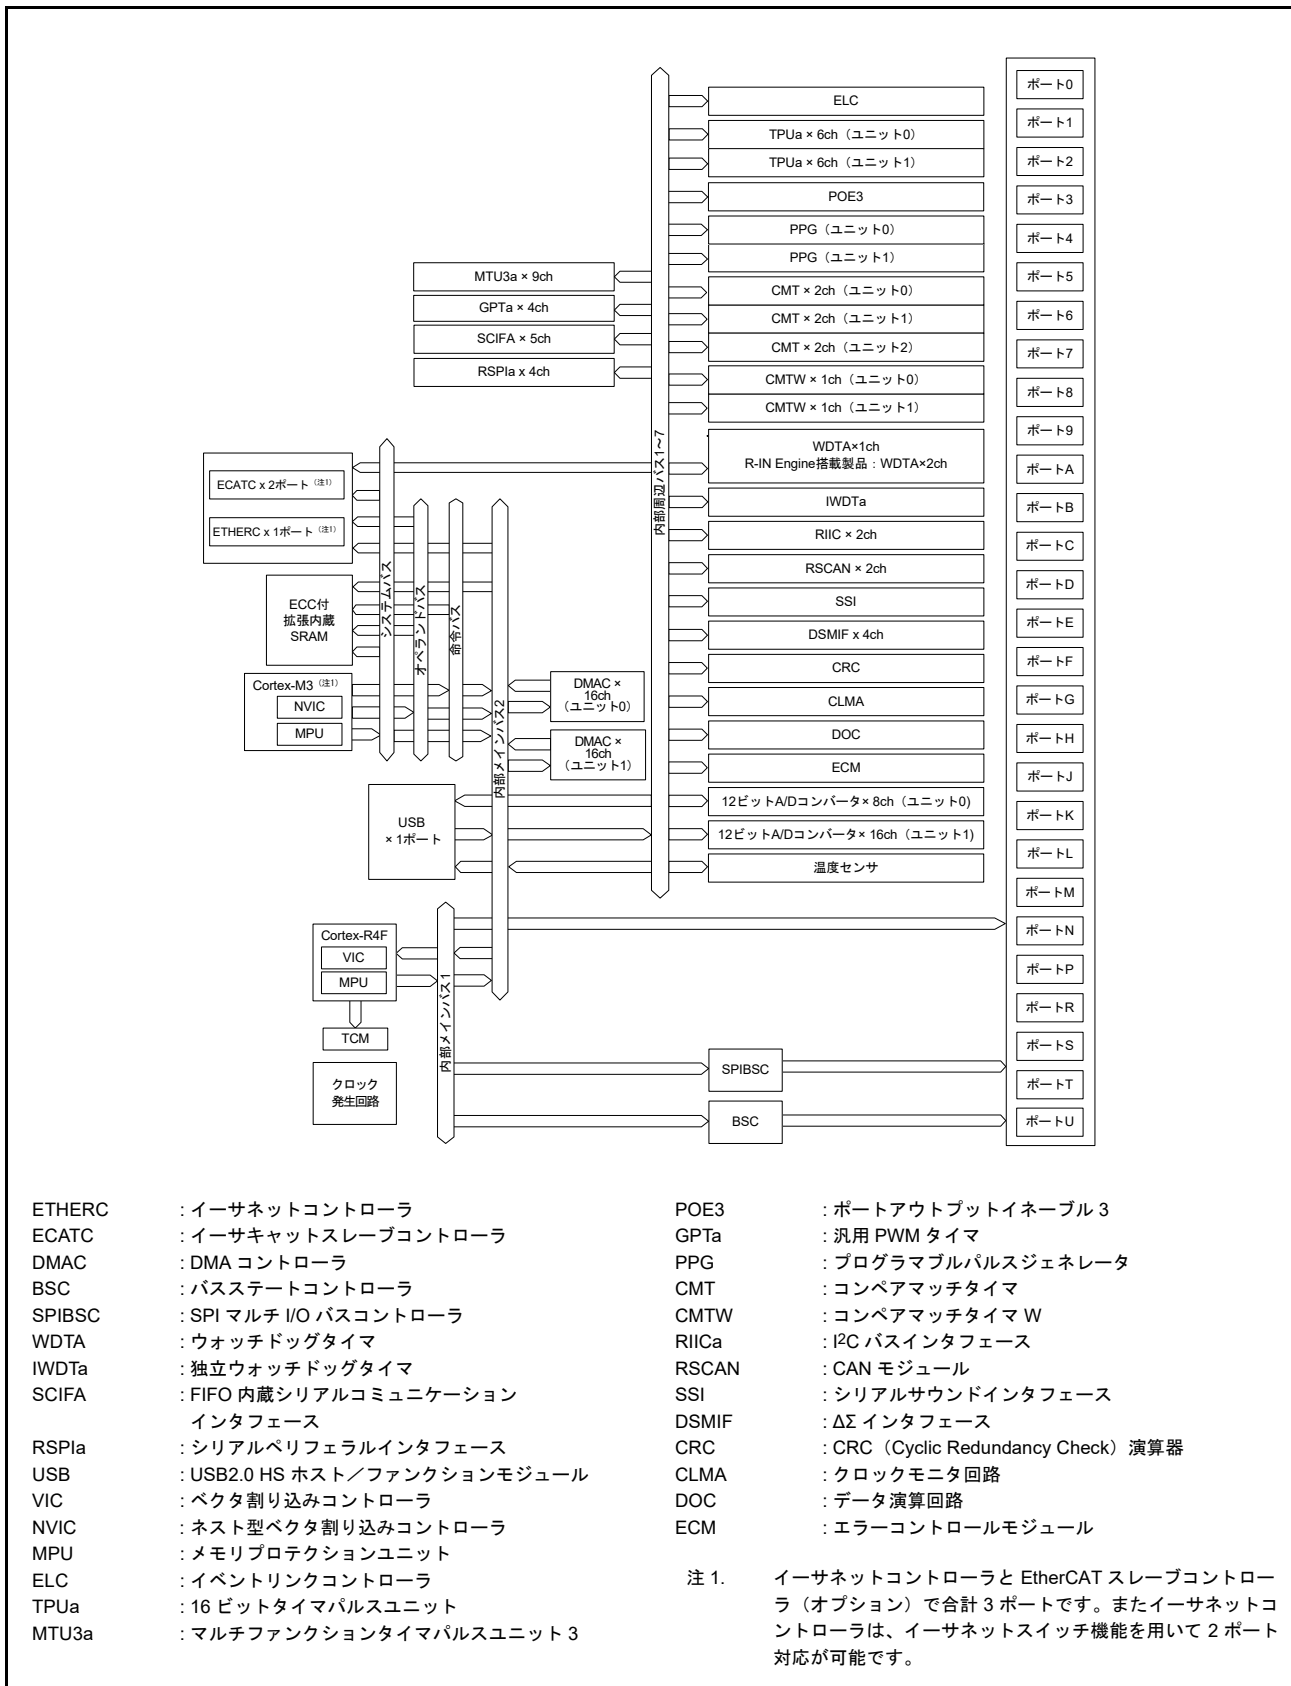 ELC
TPUa × 6ch（ユニット0）
TPUa × 6ch（ユニット1）
POE3
PPG（ユニット0）
PPG（ユニット1）
CMT × 2ch（ユニット0）
CMT × 2ch（ユニット1）
CMT × 2ch（ユニット2）
CMTW × 1ch（ユニット0）
CMTW × 1ch（ユニット1）
WDTA×1ch
R-IN Engine搭載製品：WDTA×2ch
IWDTa
RIIC × 2ch
RSCAN × 2ch
SSI
DSMIF x 4ch
CRC
CLMA
DOC
ECM
12ビットA/Dコンバータ× 8ch（ユニット0)
12ビットA/Dコンバータ× 16ch（ユニット1)
温度センサ
MTU3a × 9ch
GPTa × 4ch
SCIFA × 5ch
RSPIa x 4ch
内部周辺バス1～7
ECATC x 2ポート（注1）
ETHERC x 1ポート（注1）
ECC付
拡張内蔵
SRAM
Cortex-M3（注1）
NVIC
MPU
システムバス
オペランドバス
命令バス
内部メインバス2
DMAC ×
16ch
（ユニット0）
DMAC ×
16ch
（ユニット1）
USB
× 1ポート
Cortex-R4F
VIC
MPU
TCM
クロック
発生回路
内部メインバス1
SPIBSC
BSC
ポート0
ポート1
ポート2
ポート3
ポート4
ポート5
ポート6
ポート7
ポート8
ポート9
ポートA
ポートB
ポートC
ポートD
ポートE
ポートF
ポートG
ポートH
ポートJ
ポートK
ポートL
ポートM
ポートN
ポートP
ポートR
ポートS
ポートT
ポートU
ETHERC : イーサネットコントローラ
ECATC : イーサキャットスレーブコントローラ
DMAC : DMA コントローラ
BSC : バスステートコントローラ
SPIBSC : SPI マルチ I/O バスコントローラ
WDTA : ウォッチドッグタイマ
IWDTa : 独立ウォッチドッグタイマ
SCIFA : FIFO 内蔵シリアルコミュニケーション
インタフェース
RSPIa : シリアルペリフェラルインタフェース
USB : USB2.0 HS ホスト／ファンクションモジュール
VIC : ベクタ割り込みコントローラ
NVIC : ネスト型ベクタ割り込みコントローラ
MPU : メモリプロテクションユニット
ELC : イベントリンクコントローラ
TPUa : 16 ビットタイマパルスユニット
MTU3a : マルチファンクションタイマパルスユニット 3
POE3 : ポートアウトプットイネーブル 3
GPTa : 汎用 PWM タイマ
PPG : プログラマブルパルスジェネレータ
CMT : コンペアマッチタイマ
CMTW : コンペアマッチタイマ W
RIICa : I²C バスインタフェース
RSCAN : CAN モジュール
SSI : シリアルサウンドインタフェース
DSMIF : ΔΣ インタフェース
CRC : CRC（Cyclic Redundancy Check）演算器
CLMA : クロックモニタ回路
DOC : データ演算回路
ECM : エラーコントロールモジュール
注 1. イーサネットコントローラと EtherCAT スレーブコントロー
ラ（オプション）で合計 3 ポートです。またイーサネットコ
ントローラは、イーサネットスイッチ機能を用いて 2 ポート
対応が可能です。